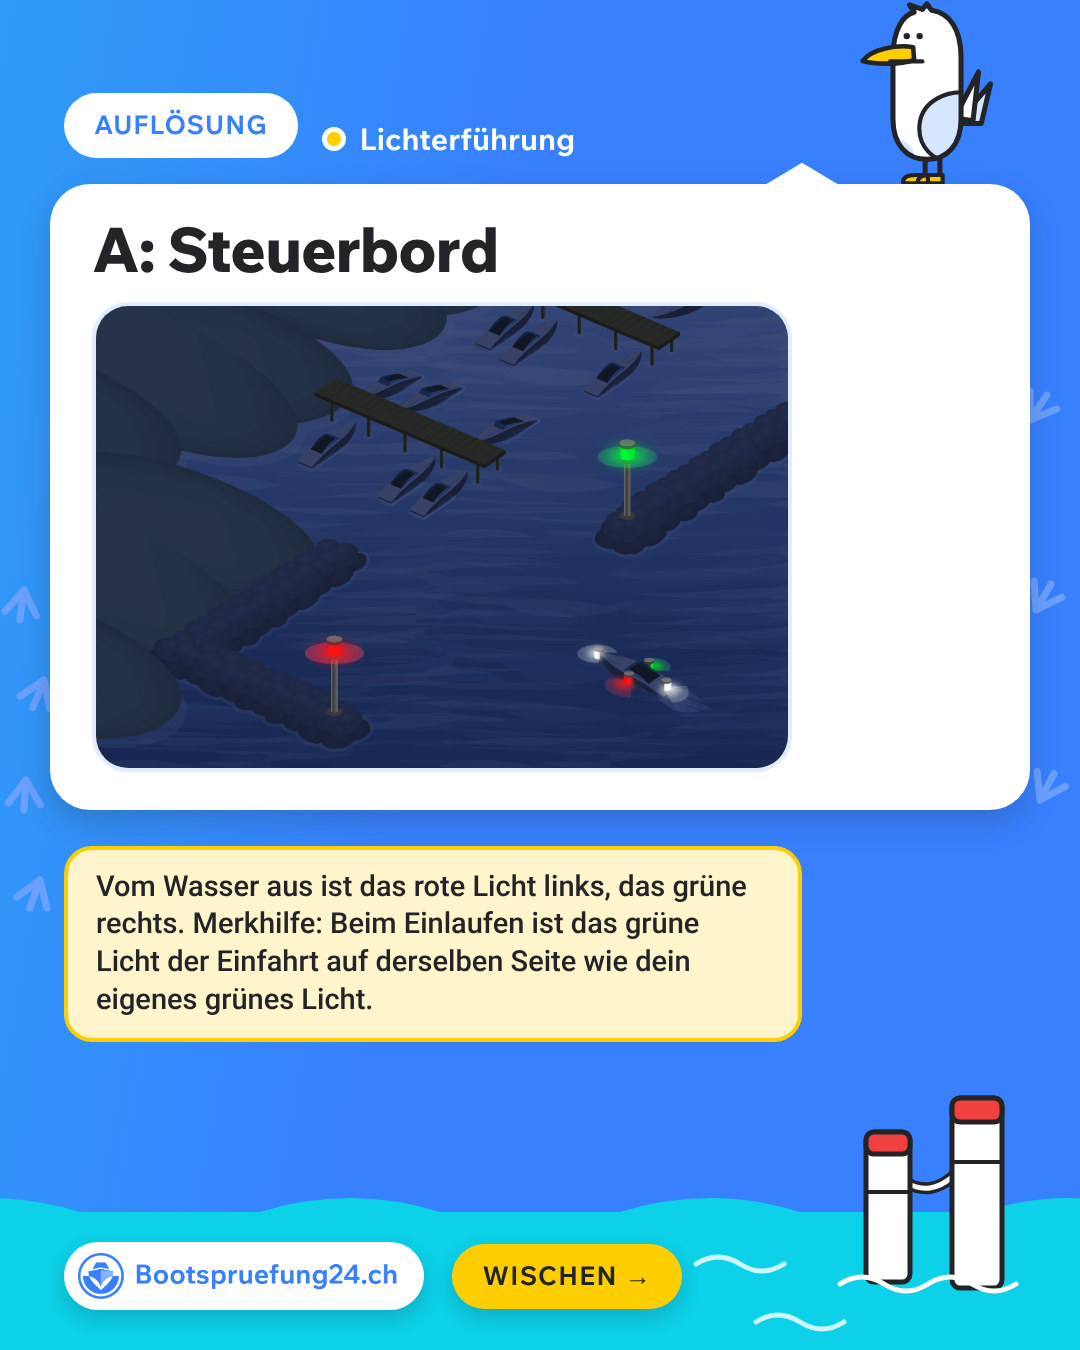 AUFLÖSUNG
Lichterführung
A: Steuerbord
Vom Wasser aus ist das rote Licht links, das grüne
rechts. Merkhilfe: Beim Einlaufen ist das grüne
Licht der Einfahrt auf derselben Seite wie dein
eigenes grünes Licht.
Bootspruefung24.ch
WISCHEN →